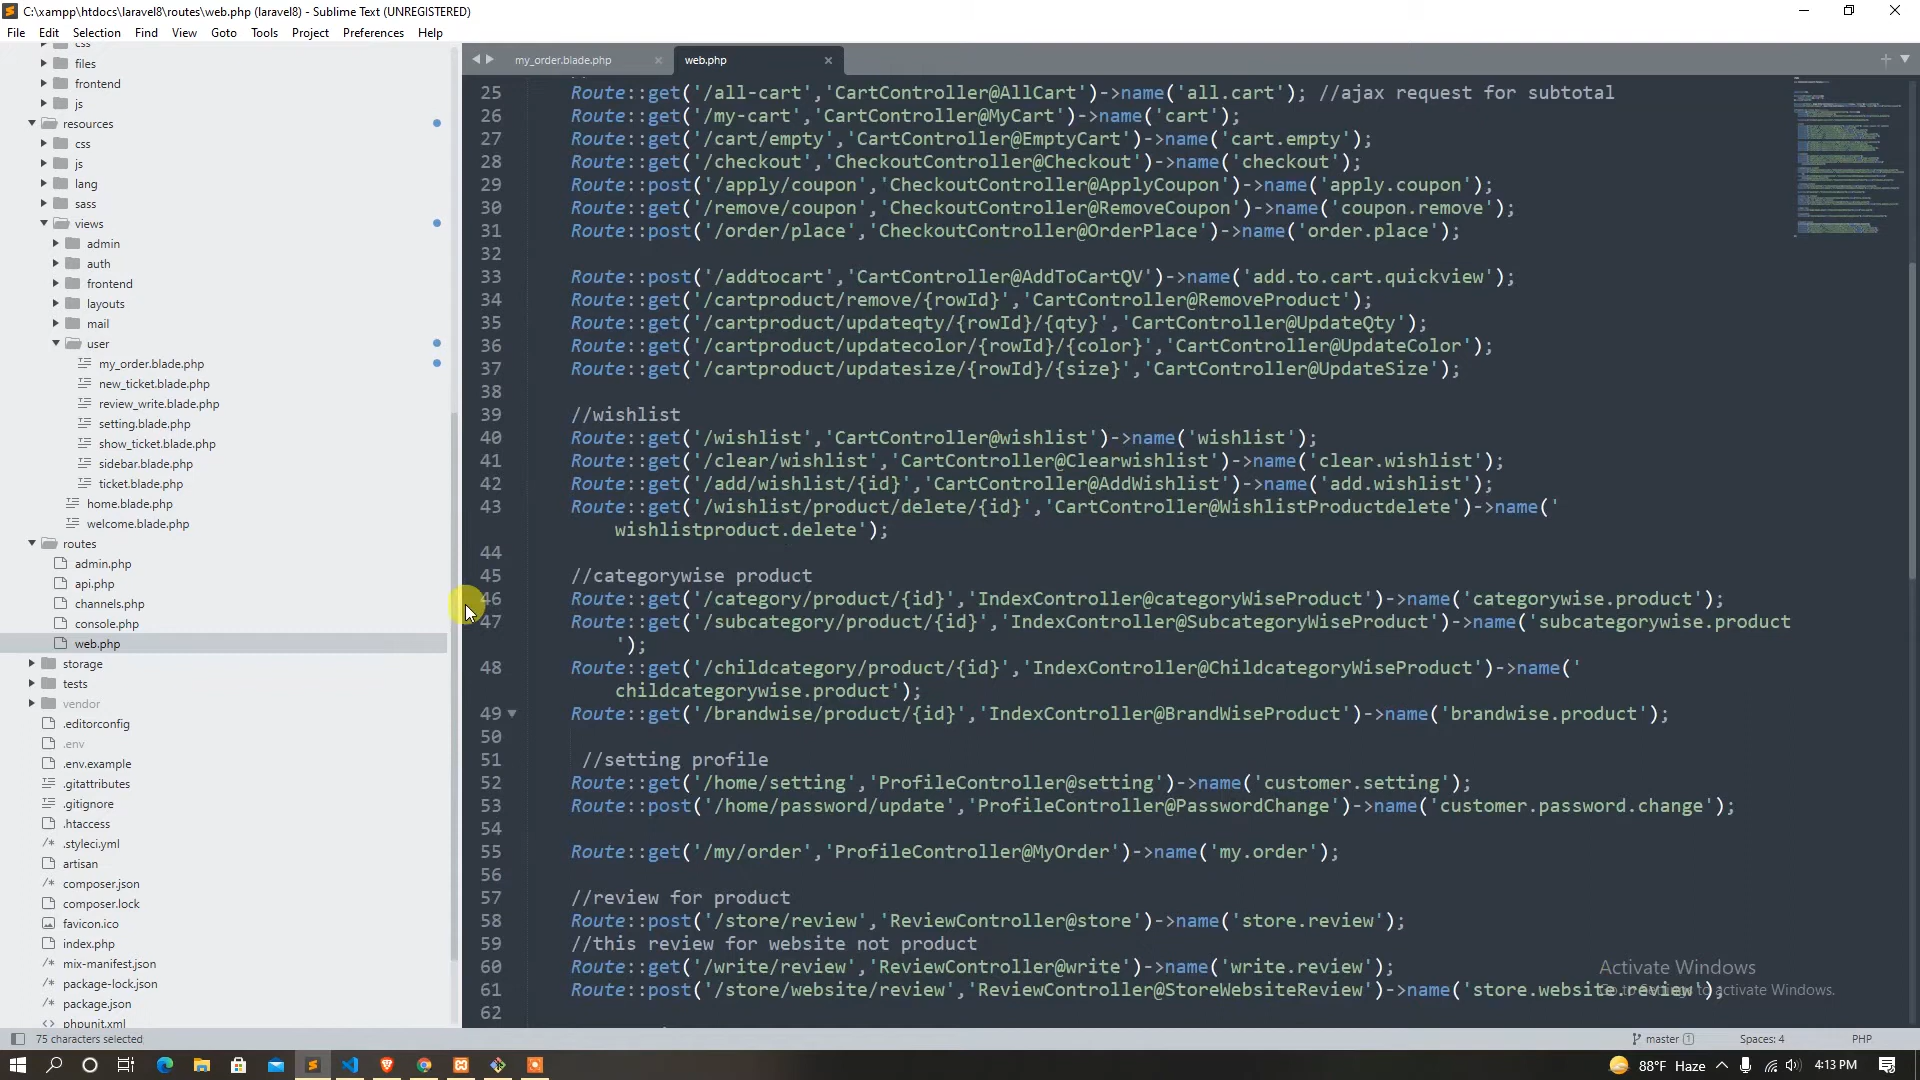 C:\xampp\htdocs\laravel8\routes\web.php (laravel8) - Sublime Text (UNREGISTERED)
File Edit Selection Find View Goto Tools Project Preferences Help
css
files
frontend
js
resources
css
js
lang
sass
views
admin
auth
frontend
layouts
mail
user
my_order.blade.php
new_ticket.blade.php
review_write.blade.php
setting.blade.php
show_ticket.blade.php
sidebar.blade.php
ticket.blade.php
home.blade.php
welcome.blade.php
routes
admin.php
api.php
channels.php
console.php
web.php
storage
tests
vendor
.editorconfig
.env
.env.example
.gitattributes
.gitignore
.htaccess
.styleci.yml
artisan
composer.json
composer.lock
favicon.ico
index.php
mix-manifest.json
package-lock.json
package.json
phpunit.xml
my_order.blade.php
web.php
25 Route::get('/all-cart','CartController@AllCart')->name('all.cart'); //ajax request for subtotal
26 Route::get('/my-cart','CartController@MyCart')->name('cart');
27 Route::get('/cart/empty','CartController@EmptyCart')->name('cart.empty');
28 Route::get('/checkout','CheckoutController@Checkout')->name('checkout');
29 Route::post('/apply/coupon','CheckoutController@ApplyCoupon')->name('apply.coupon');
30 Route::get('/remove/coupon','CheckoutController@RemoveCoupon')->name('coupon.remove');
31 Route::post('/order/place','CheckoutController@OrderPlace')->name('order.place');
32
33 Route::post('/addtocart','CartController@AddToCartQV')->name('add.to.cart.quickview');
34 Route::get('/cartproduct/remove/{rowId}','CartController@RemoveProduct');
35 Route::get('/cartproduct/updateqty/{rowId}/{qty}','CartController@UpdateQty');
36 Route::get('/cartproduct/updatecolor/{rowId}/{color}','CartController@UpdateColor');
37 Route::get('/cartproduct/updatesize/{rowId}/{size}','CartController@UpdateSize');
38
39 //wishlist
40 Route::get('/wishlist','CartController@wishlist')->name('wishlist');
41 Route::get('/clear/wishlist','CartController@Clearwishlist')->name('clear.wishlist');
42 Route::get('/add/wishlist/{id}','CartController@AddWishlist')->name('add.wishlist');
43 Route::get('/wishlist/product/delete/{id}','CartController@WishlistProductdelete')->name('
wishlistproduct.delete');
44
45 //categorywise product
46 Route::get('/category/product/{id}','IndexController@categoryWiseProduct')->name('categorywise.product');
47 Route::get('/subcategory/product/{id}','IndexController@SubcategoryWiseProduct')->name('subcategorywise.product
');
48 Route::get('/childcategory/product/{id}','IndexController@ChildcategoryWiseProduct')->name('
childcategorywise.product');
49 Route::get('/brandwise/product/{id}','IndexController@BrandWiseProduct')->name('brandwise.product');
50
51 //setting profile
52 Route::get('/home/setting','ProfileController@setting')->name('customer.setting');
53 Route::post('/home/password/update','ProfileController@PasswordChange')->name('customer.password.change');
54
55 Route::get('/my/order','ProfileController@MyOrder')->name('my.order');
56
57 //review for product
58 Route::post('/store/review','ReviewController@store')->name('store.review');
59 //this review for website not product
60 Route::get('/write/review','ReviewController@write')->name('write.review');
61 Route::post('/store/website/review','ReviewController@StoreWebsiteReview')->name('store.website.review');
62
Activate Windows
Go to Settings to activate Windows.
75 characters selected
master 1
Spaces: 4
PHP
88°F Haze
4:13 PM